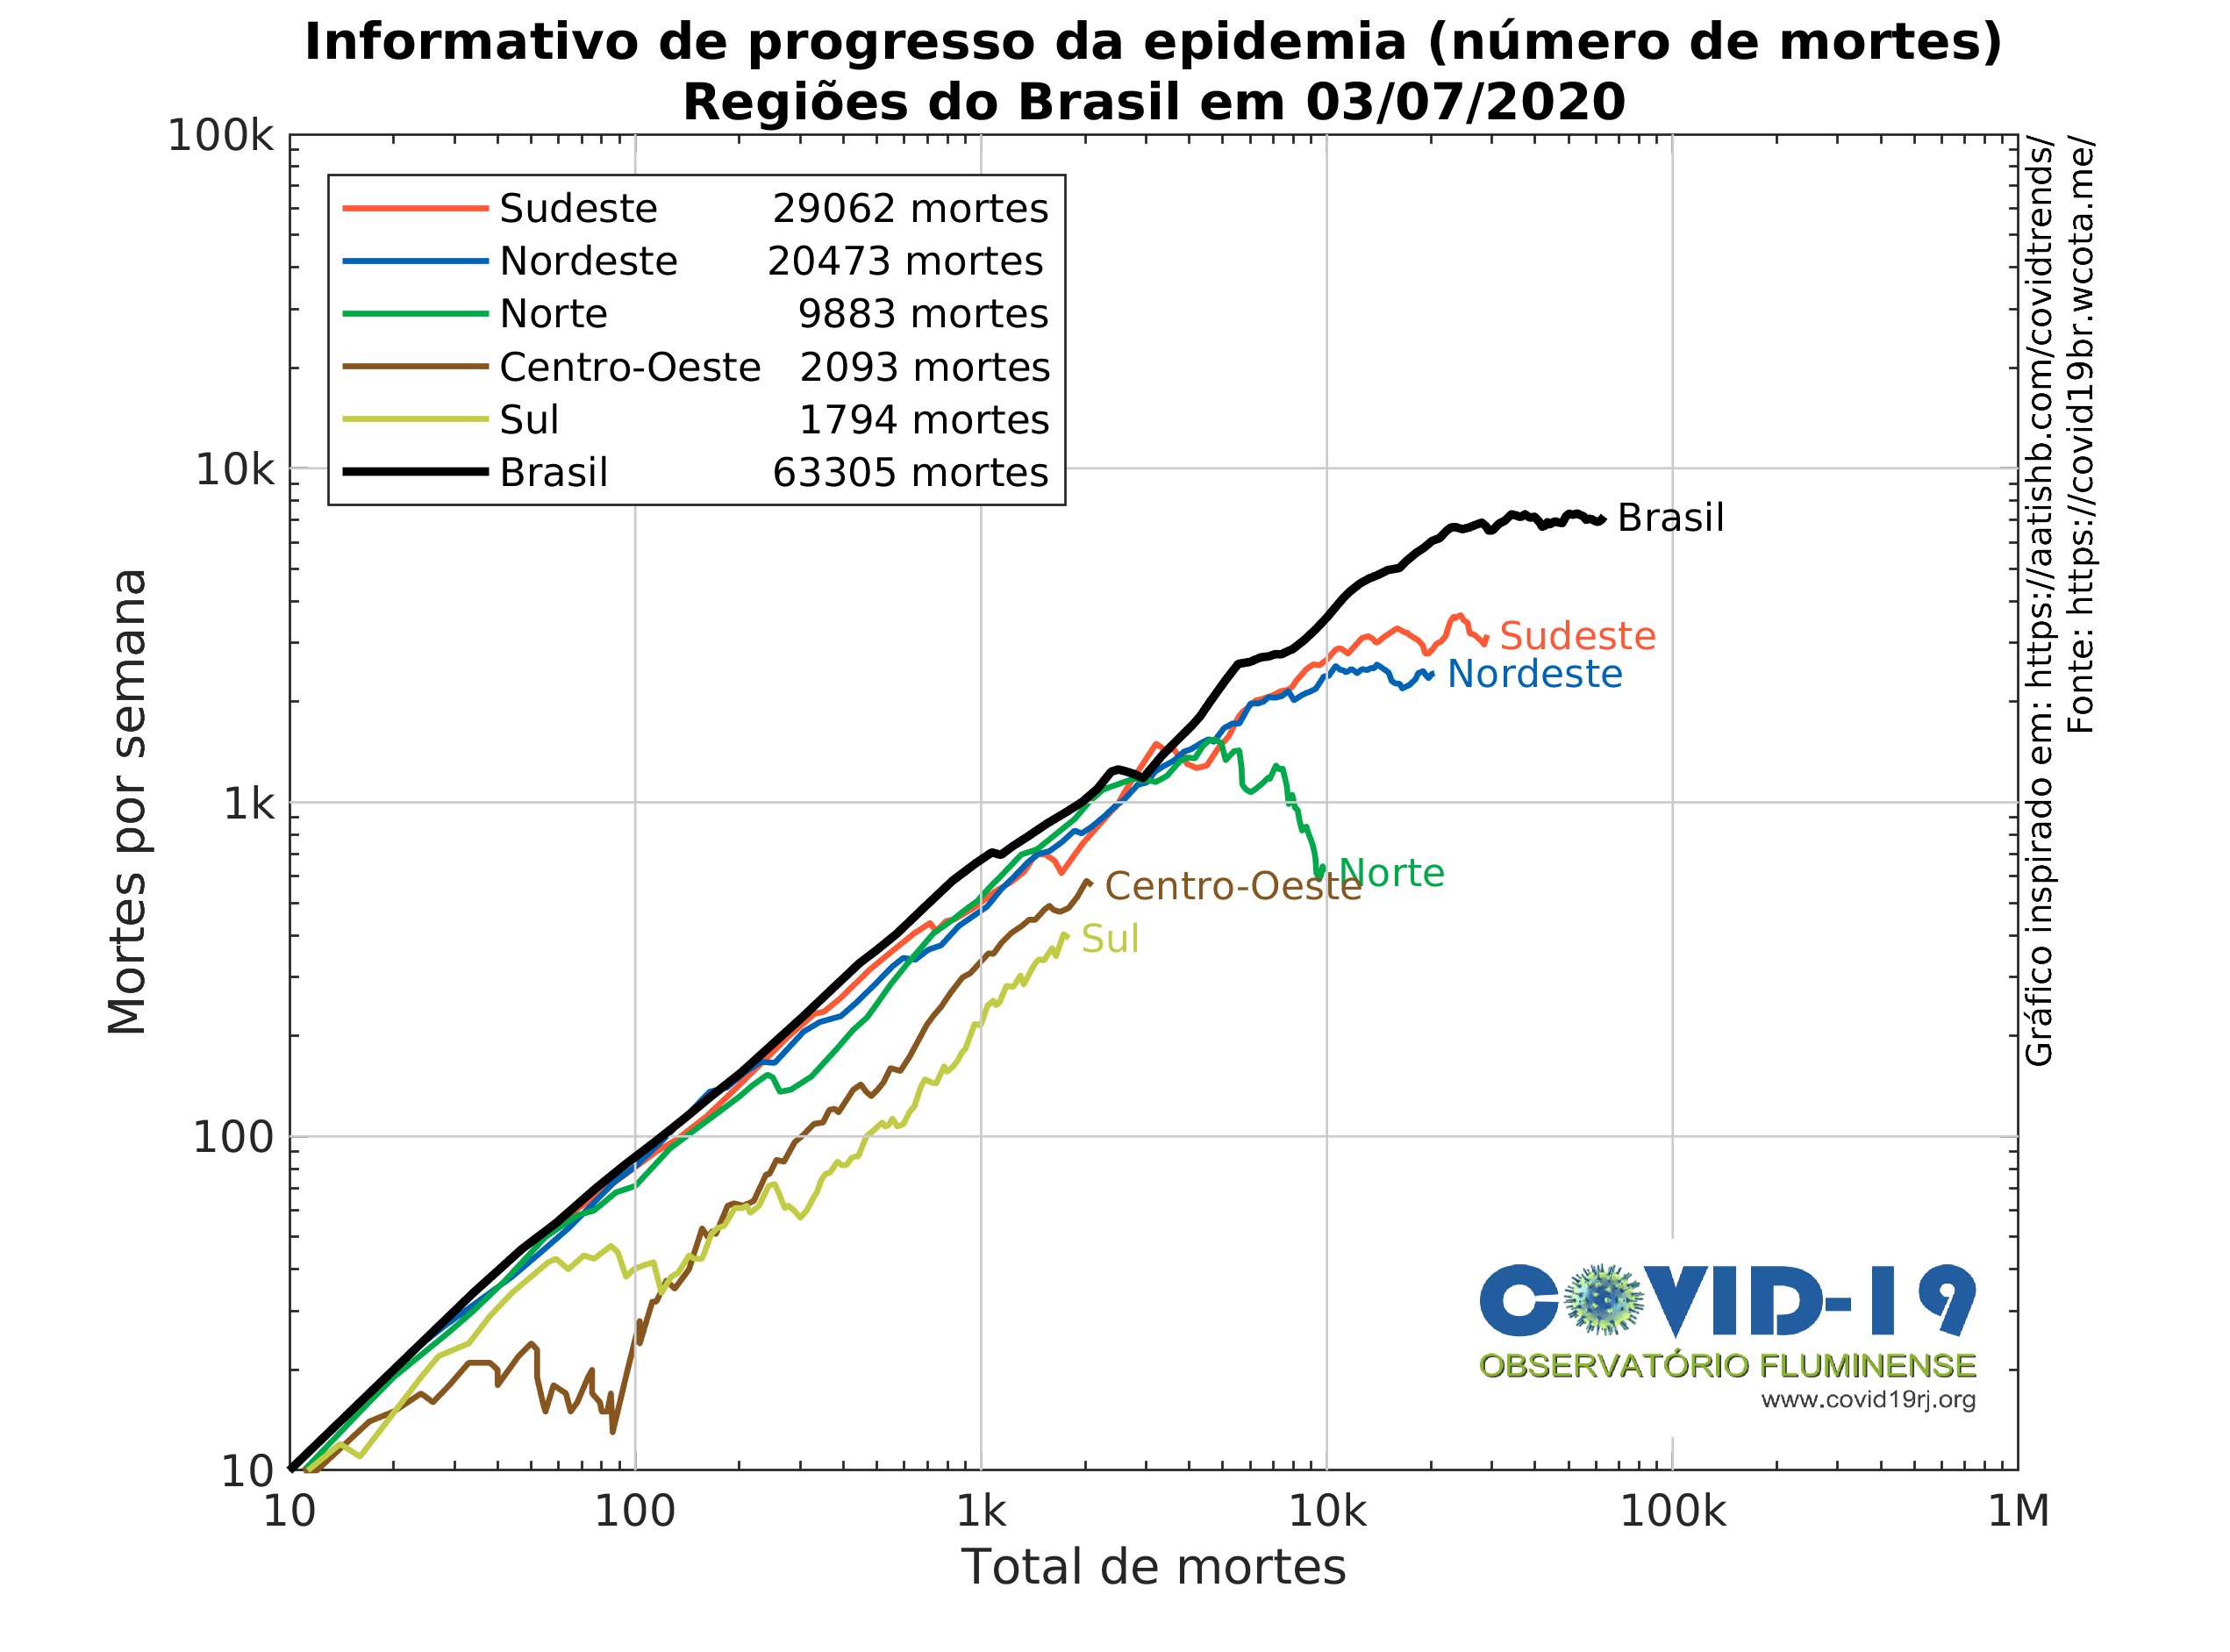 Informativo de progresso da epidemia (número de mortes)
Regiões do Brasil em 03/07/2020
100k
10k
1k
100
10
Mortes por semana
Sudeste 29062 mortes
Nordeste 20473 mortes
Norte 9883 mortes
Centro-Oeste 2093 mortes
Sul 1794 mortes
Brasil 63305 mortes
Brasil
Sudeste
Nordeste
Norte
Centro-Oeste
Sul
Gráfico inspirado em: https://aatishb.com/covidtrends/
Fonte: https://covid19br.wcota.me/
COVID-19
OBSERVATÓRIO FLUMINENSE
www.covid19rj.org
10 100 1k 10k 100k 1M
Total de mortes